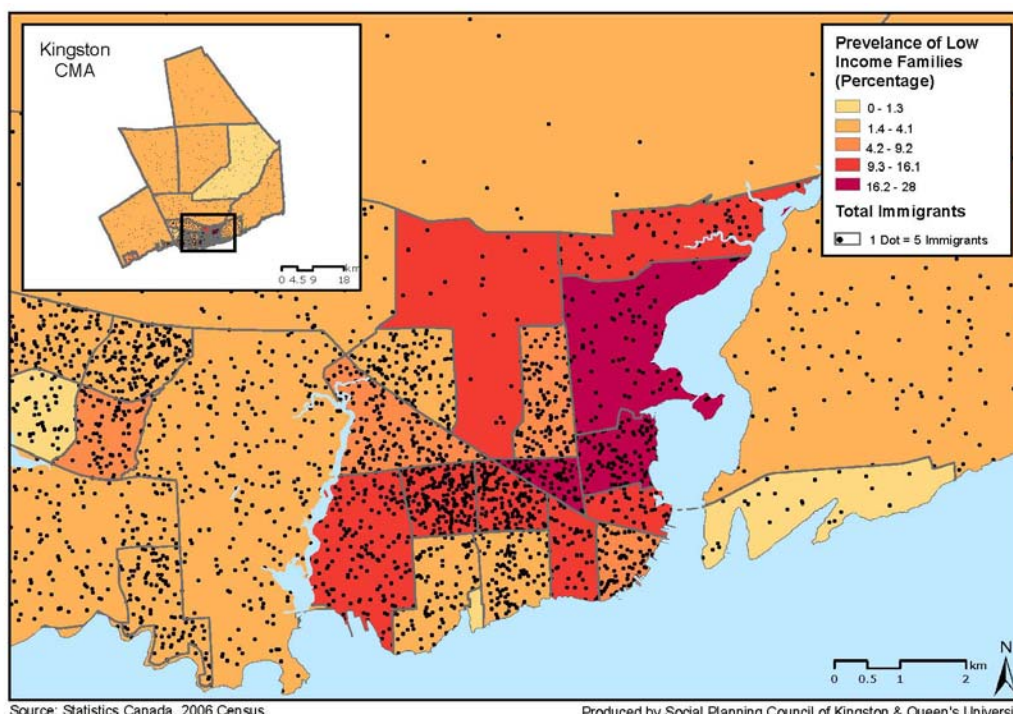 Kingston
CMA
0 4.5 9 18 km
Prevelance of Low
Income Families
(Percentage)
0 - 1.3
1.4 - 4.1
4.2 - 9.2
9.3 - 16.1
16.2 - 28
Total Immigrants
1 Dot = 5 Immigrants
N
km
0 0.5 1 2
Source: Statistics Canada, 2006 Census
Produced by Social Planning Council of Kingston & Queen's Universi